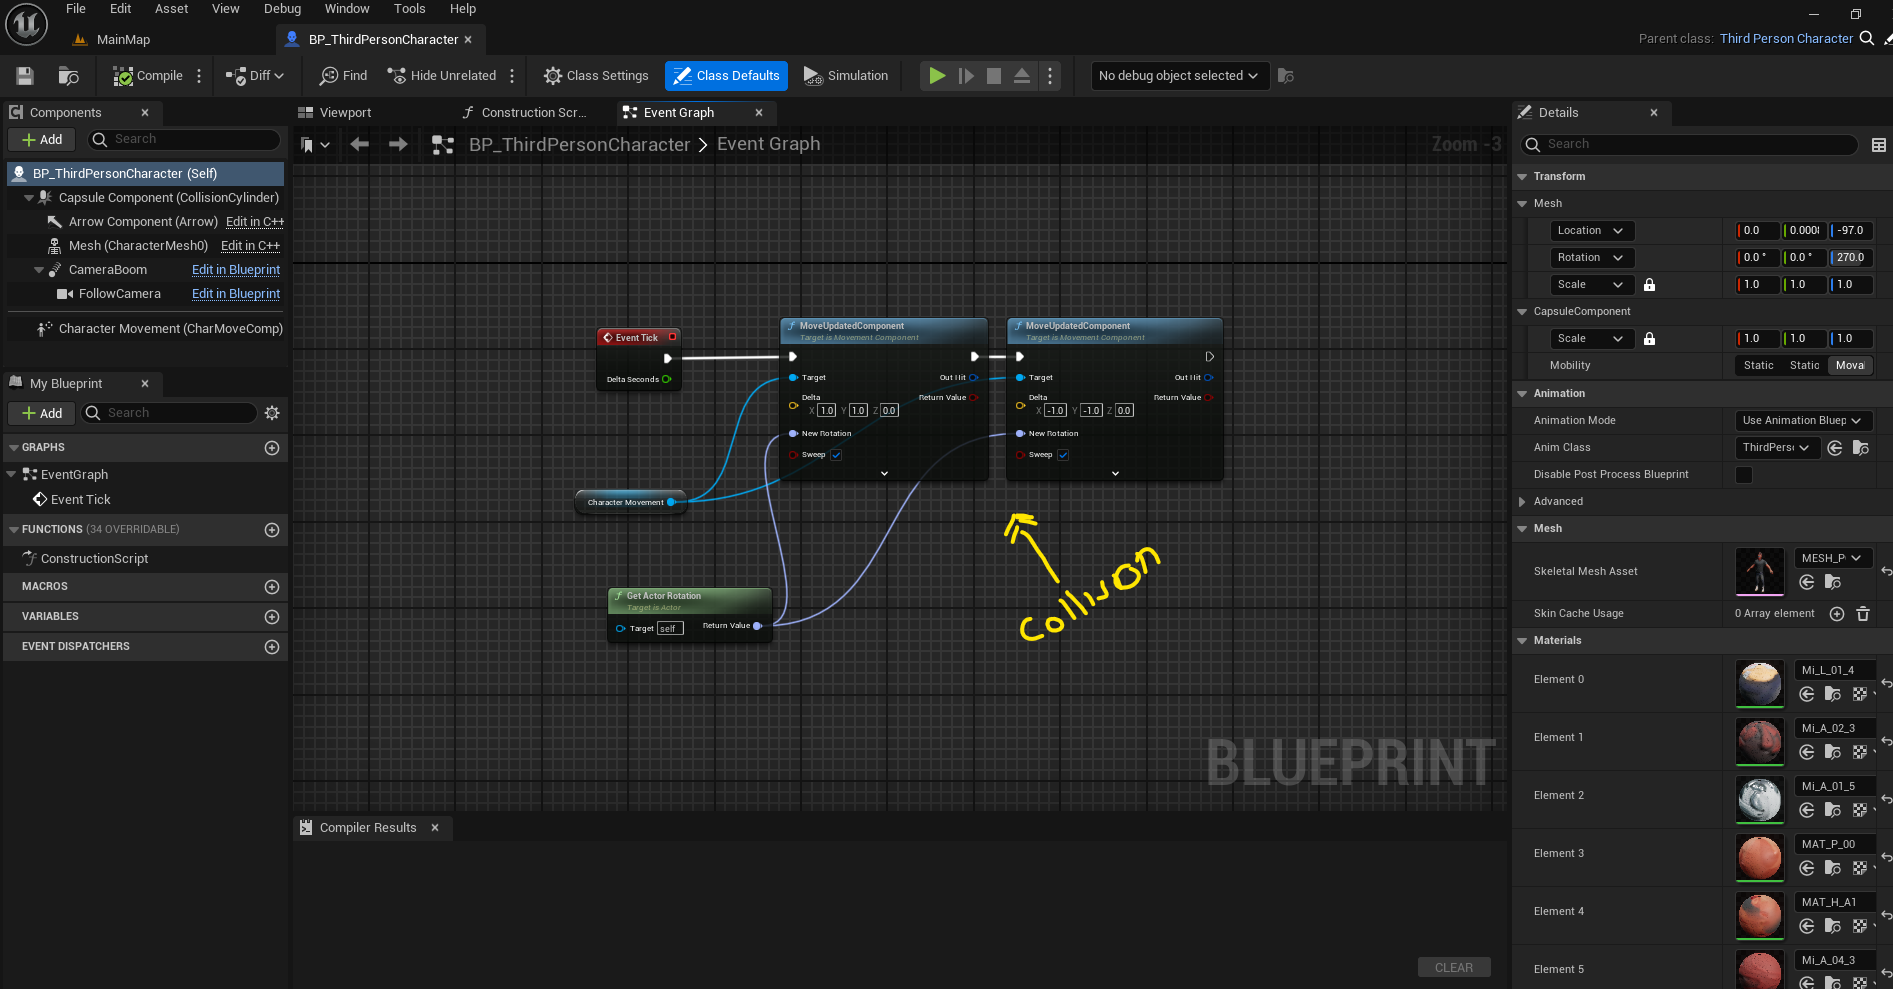 File Edit Asset View Debug Window Tools Help
MainMap
BP_ThirdPersonCharacter
Parent class: Third Person Character
Compile
Diff
Find
Hide Unrelated
Class Settings
Class Defaults
Simulation
No debug object selected
Components
Add
Search
BP_ThirdPersonCharacter (Self)
Capsule Component (CollisionCylinder)
Arrow Component (Arrow) Edit in C++
Mesh (CharacterMesh0) Edit in C++
CameraBoom Edit in Blueprint
FollowCamera Edit in Blueprint
Character Movement (CharMoveComp)
My Blueprint
Add
Search
GRAPHS
EventGraph
Event Tick
FUNCTIONS (34 OVERRIDABLE)
ConstructionScript
MACROS
VARIABLES
EVENT DISPATCHERS
Viewport
Construction Scr...
Event Graph
BP_ThirdPersonCharacter > Event Graph
Zoom -3
Event Tick
Delta Seconds
MoveUpdatedComponent
Target is Movement Component
Target
Out Hit
Delta
Return Value
X 1.0 Y 1.0 Z 0.0
New Rotation
Sweep
MoveUpdatedComponent
Target is Movement Component
Target
Out Hit
Delta
Return Value
X -1.0 Y -1.0 Z 0.0
New Rotation
Sweep
Character Movement
Get Actor Rotation
Target is Actor
Target self
Return Value
Collison
BLUEPRINT
Compiler Results
CLEAR
Details
Search
Transform
Mesh
Location 0.0 0.000 -97.0
Rotation 0.0 ° 0.0 ° 270.0
Scale 1.0 1.0 1.0
CapsuleComponent
Scale 1.0 1.0 1.0
Mobility Static Static Moval
Animation
Animation Mode Use Animation Bluep
Anim Class ThirdPers
Disable Post Process Blueprint
Advanced
Mesh
Skeletal Mesh Asset MESH_P
Skin Cache Usage 0 Array element
Materials
Element 0 Mi_L_01_4
Element 1 Mi_A_02_3
Element 2 Mi_A_01_5
Element 3 MAT_P_00
Element 4 MAT_H_A1
Element 5 Mi_A_04_3